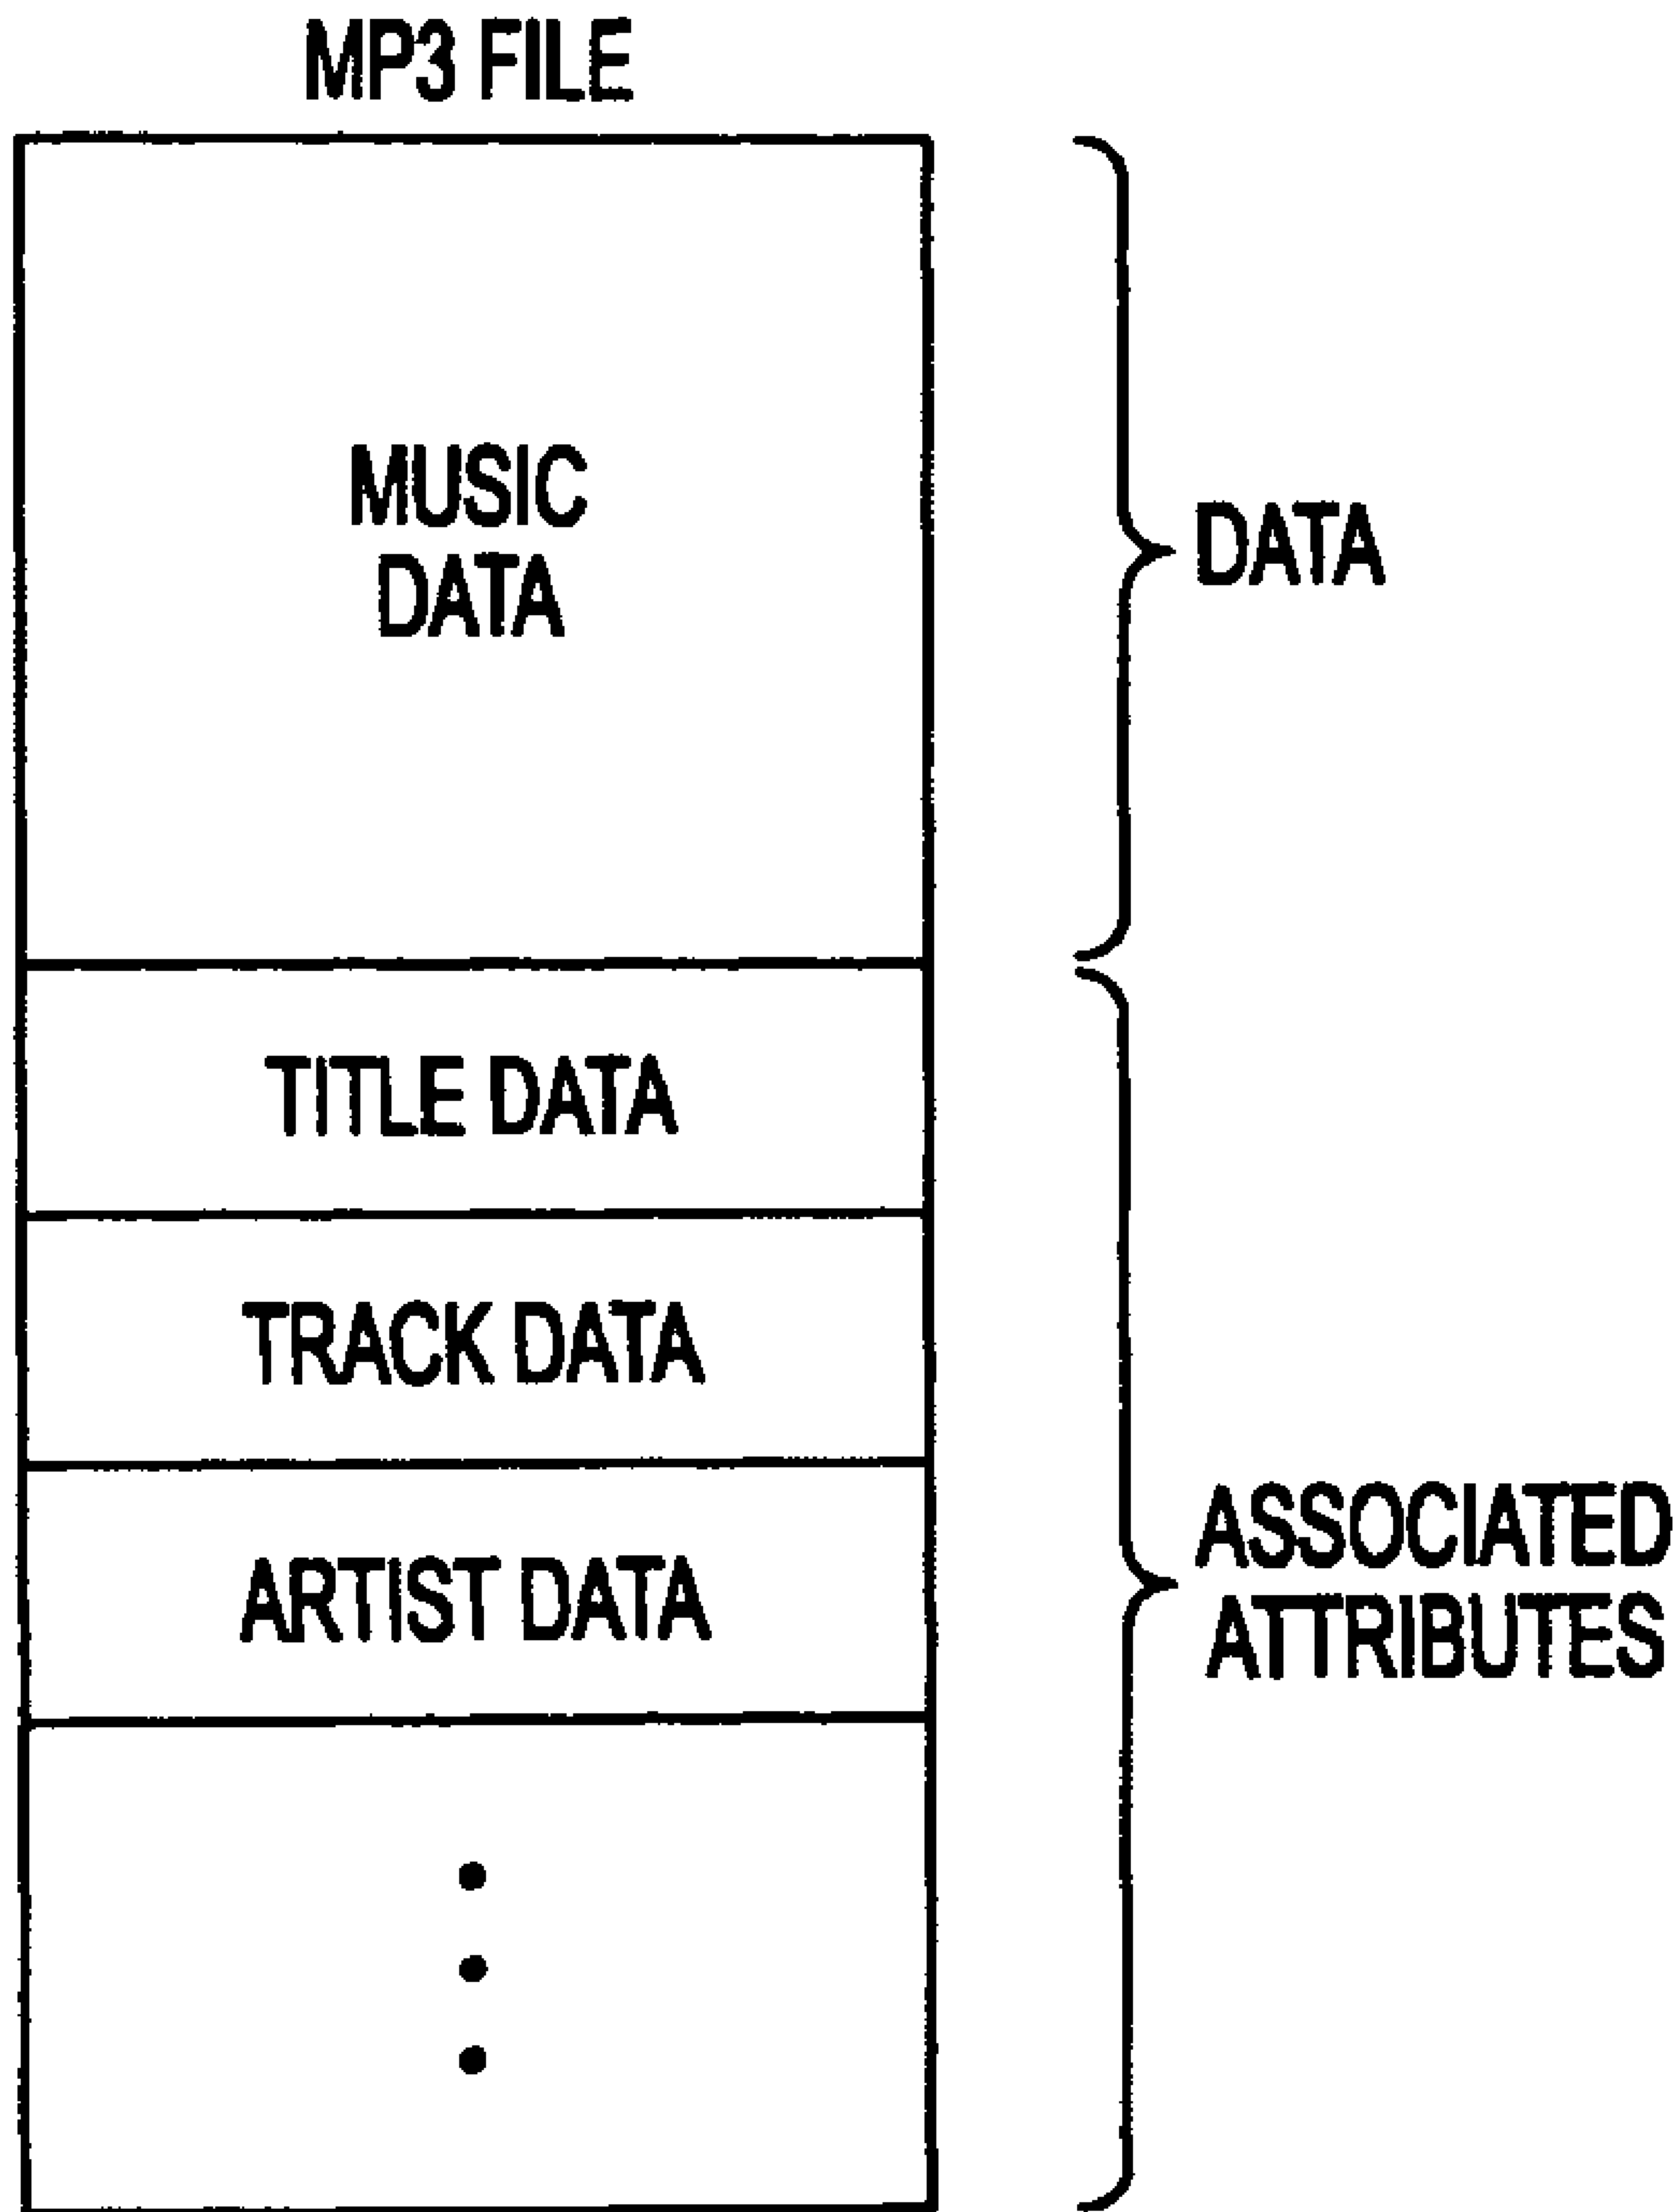 MP3 FILE
MUSIC
DATA
DATA
TITLE DATA
TRACK DATA
ARTIST DATA
ASSOCIATED
ATTRIBUTES